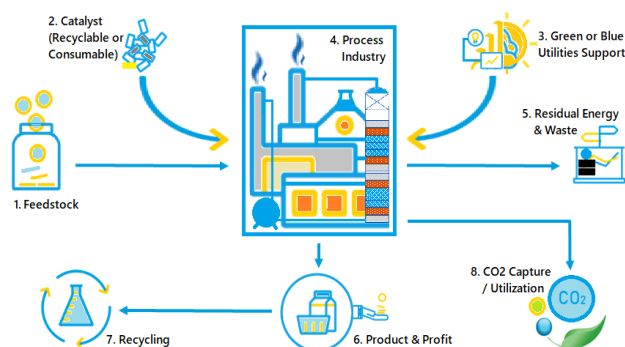 2. Catalyst
(Recyclable or
Consumable)
4. Process
Industry
3. Green or Blue
Utilities Support
5. Residual Energy
& Waste
1. Feedstock
8. CO2 Capture
/ Utilization
CO2
7. Recycling
6. Product & Profit